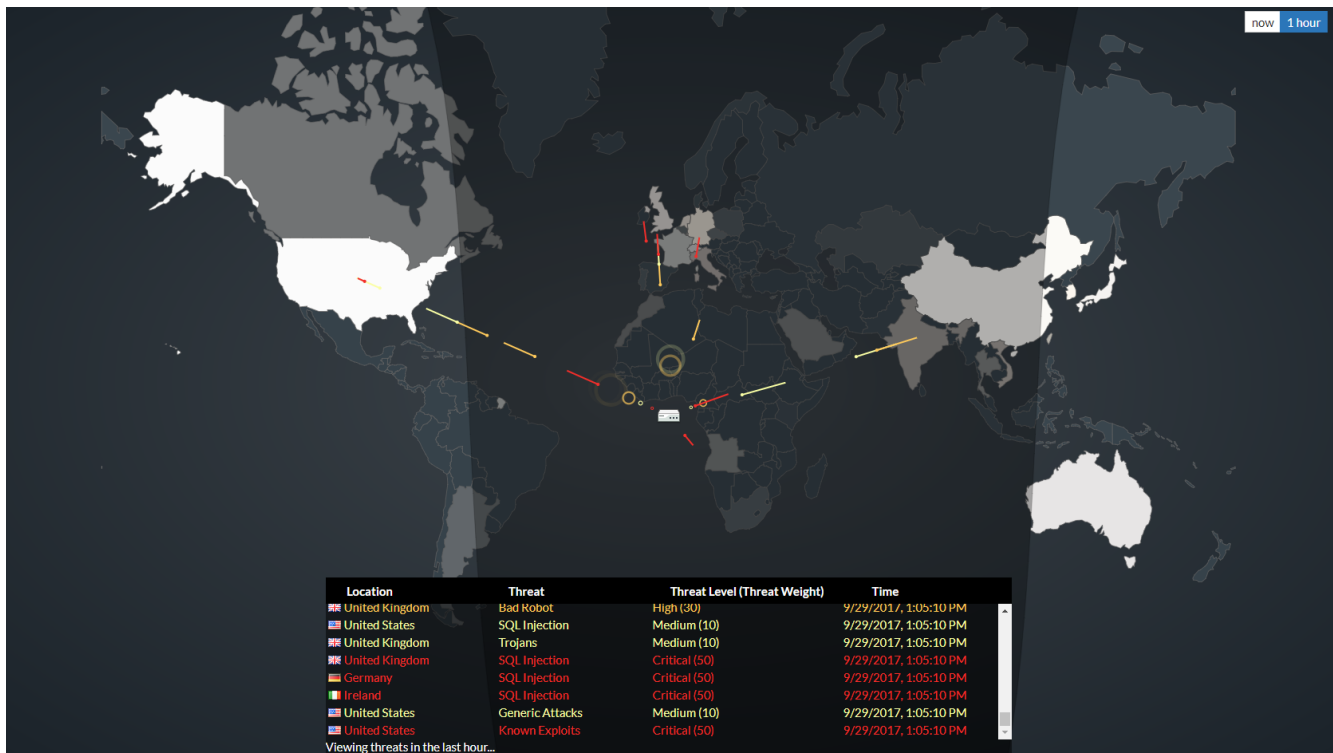 now 1 hour
Location Threat Threat Level (Threat Weight) Time
United Kingdom Bad Robot High (30) 9/29/2017, 1:05:10 PM
United States SQL Injection Medium (10) 9/29/2017, 1:05:10 PM
United Kingdom Trojans Medium (10) 9/29/2017, 1:05:10 PM
United Kingdom SQL Injection Critical (50) 9/29/2017, 1:05:10 PM
Germany SQL Injection Critical (50) 9/29/2017, 1:05:10 PM
Ireland SQL Injection Critical (50) 9/29/2017, 1:05:10 PM
United States Generic Attacks Medium (10) 9/29/2017, 1:05:10 PM
United States Known Exploits Critical (50) 9/29/2017, 1:05:10 PM
Viewing threats in the last hour...